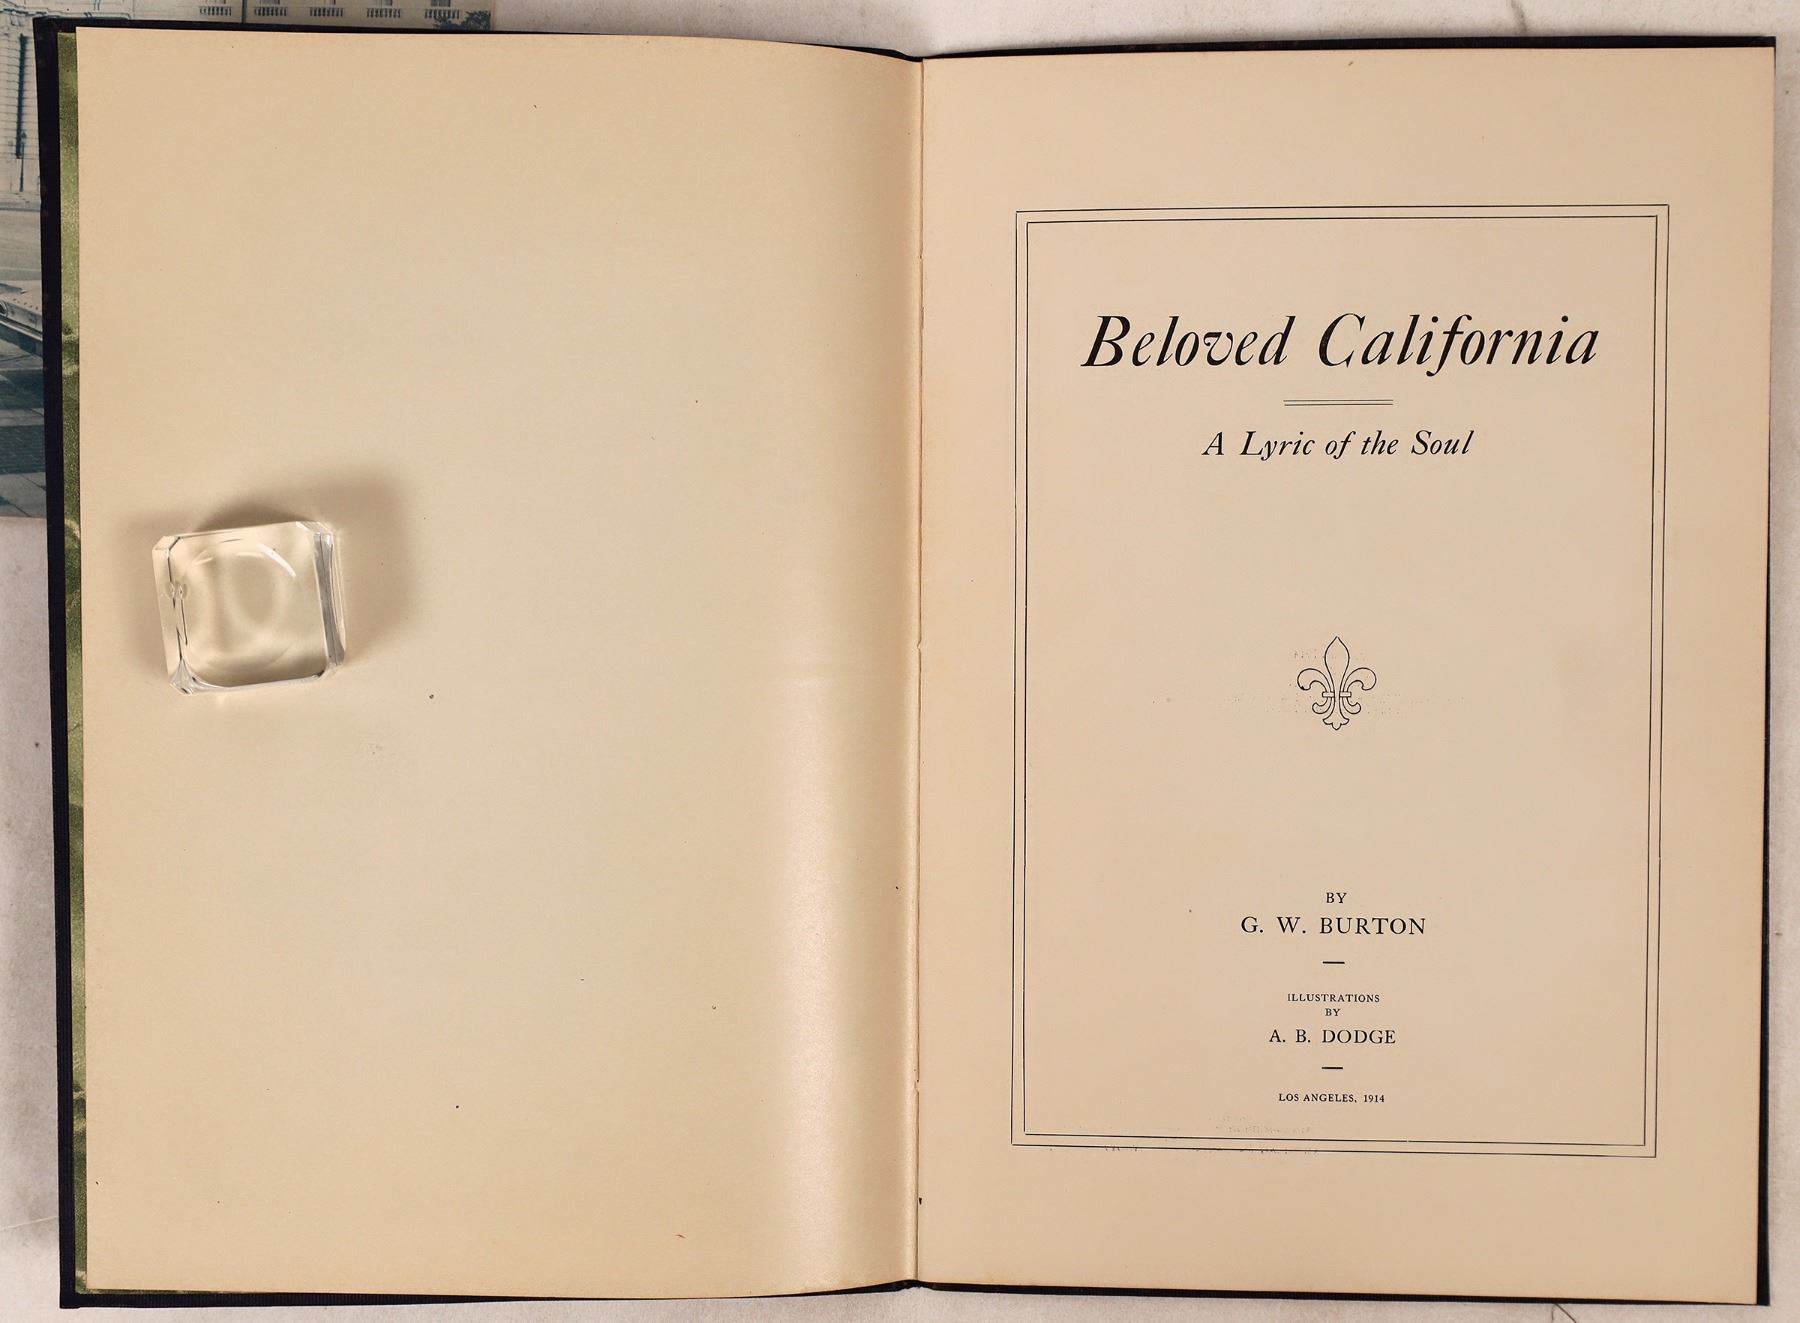 Beloved California
A Lyric of the Soul
BY
G. W. BURTON
ILLUSTRATIONS
BY
A. B. DODGE
LOS ANGELES, 1914